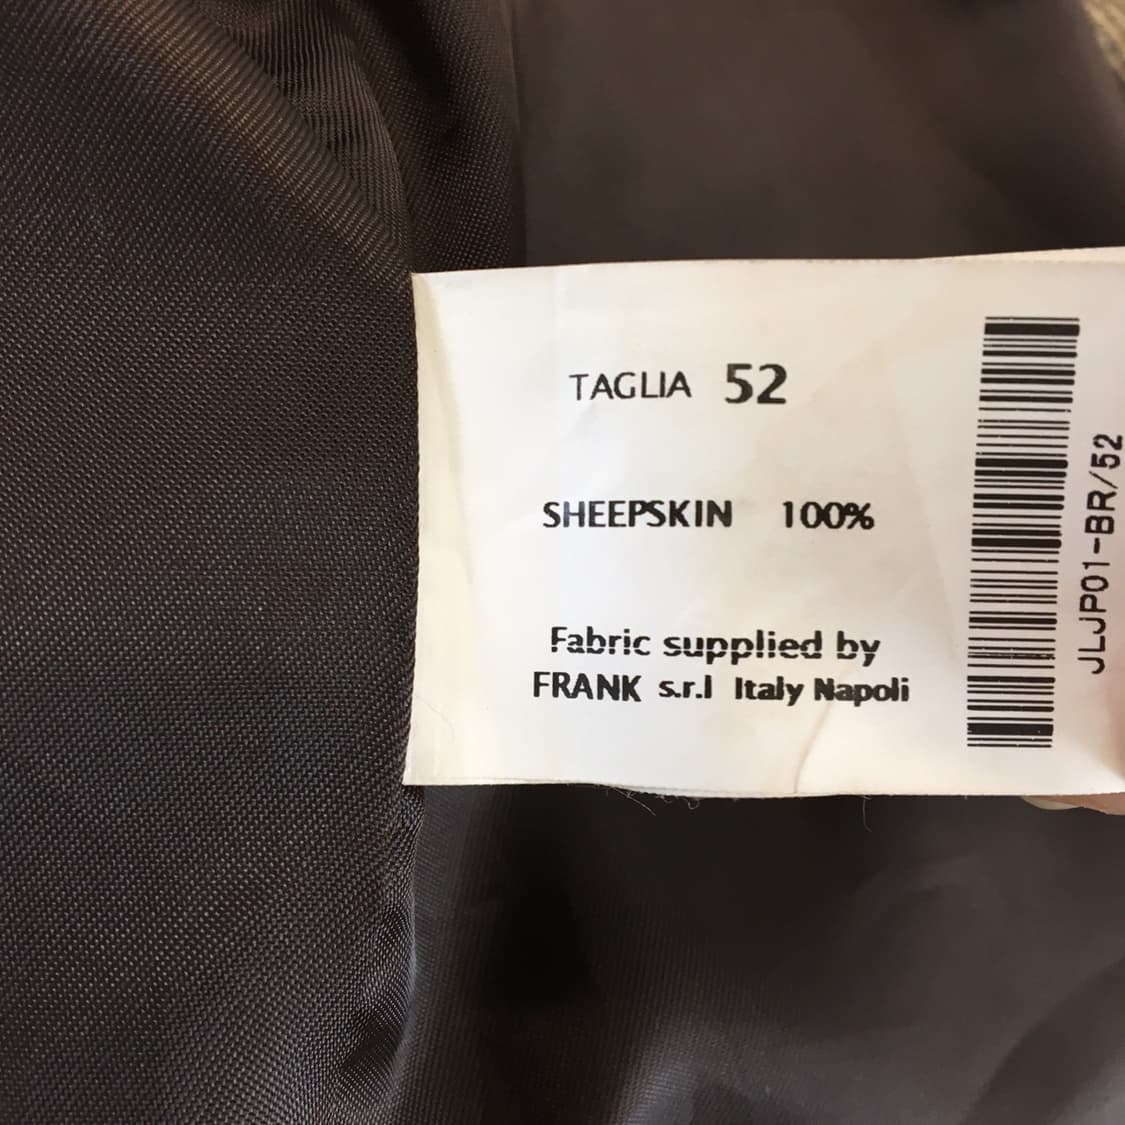 TAGLIA 52
SHEEPSKIN 100%
Fabric supplied by
FRANK s.r.l Italy Napoli
JLJP01-BR/52